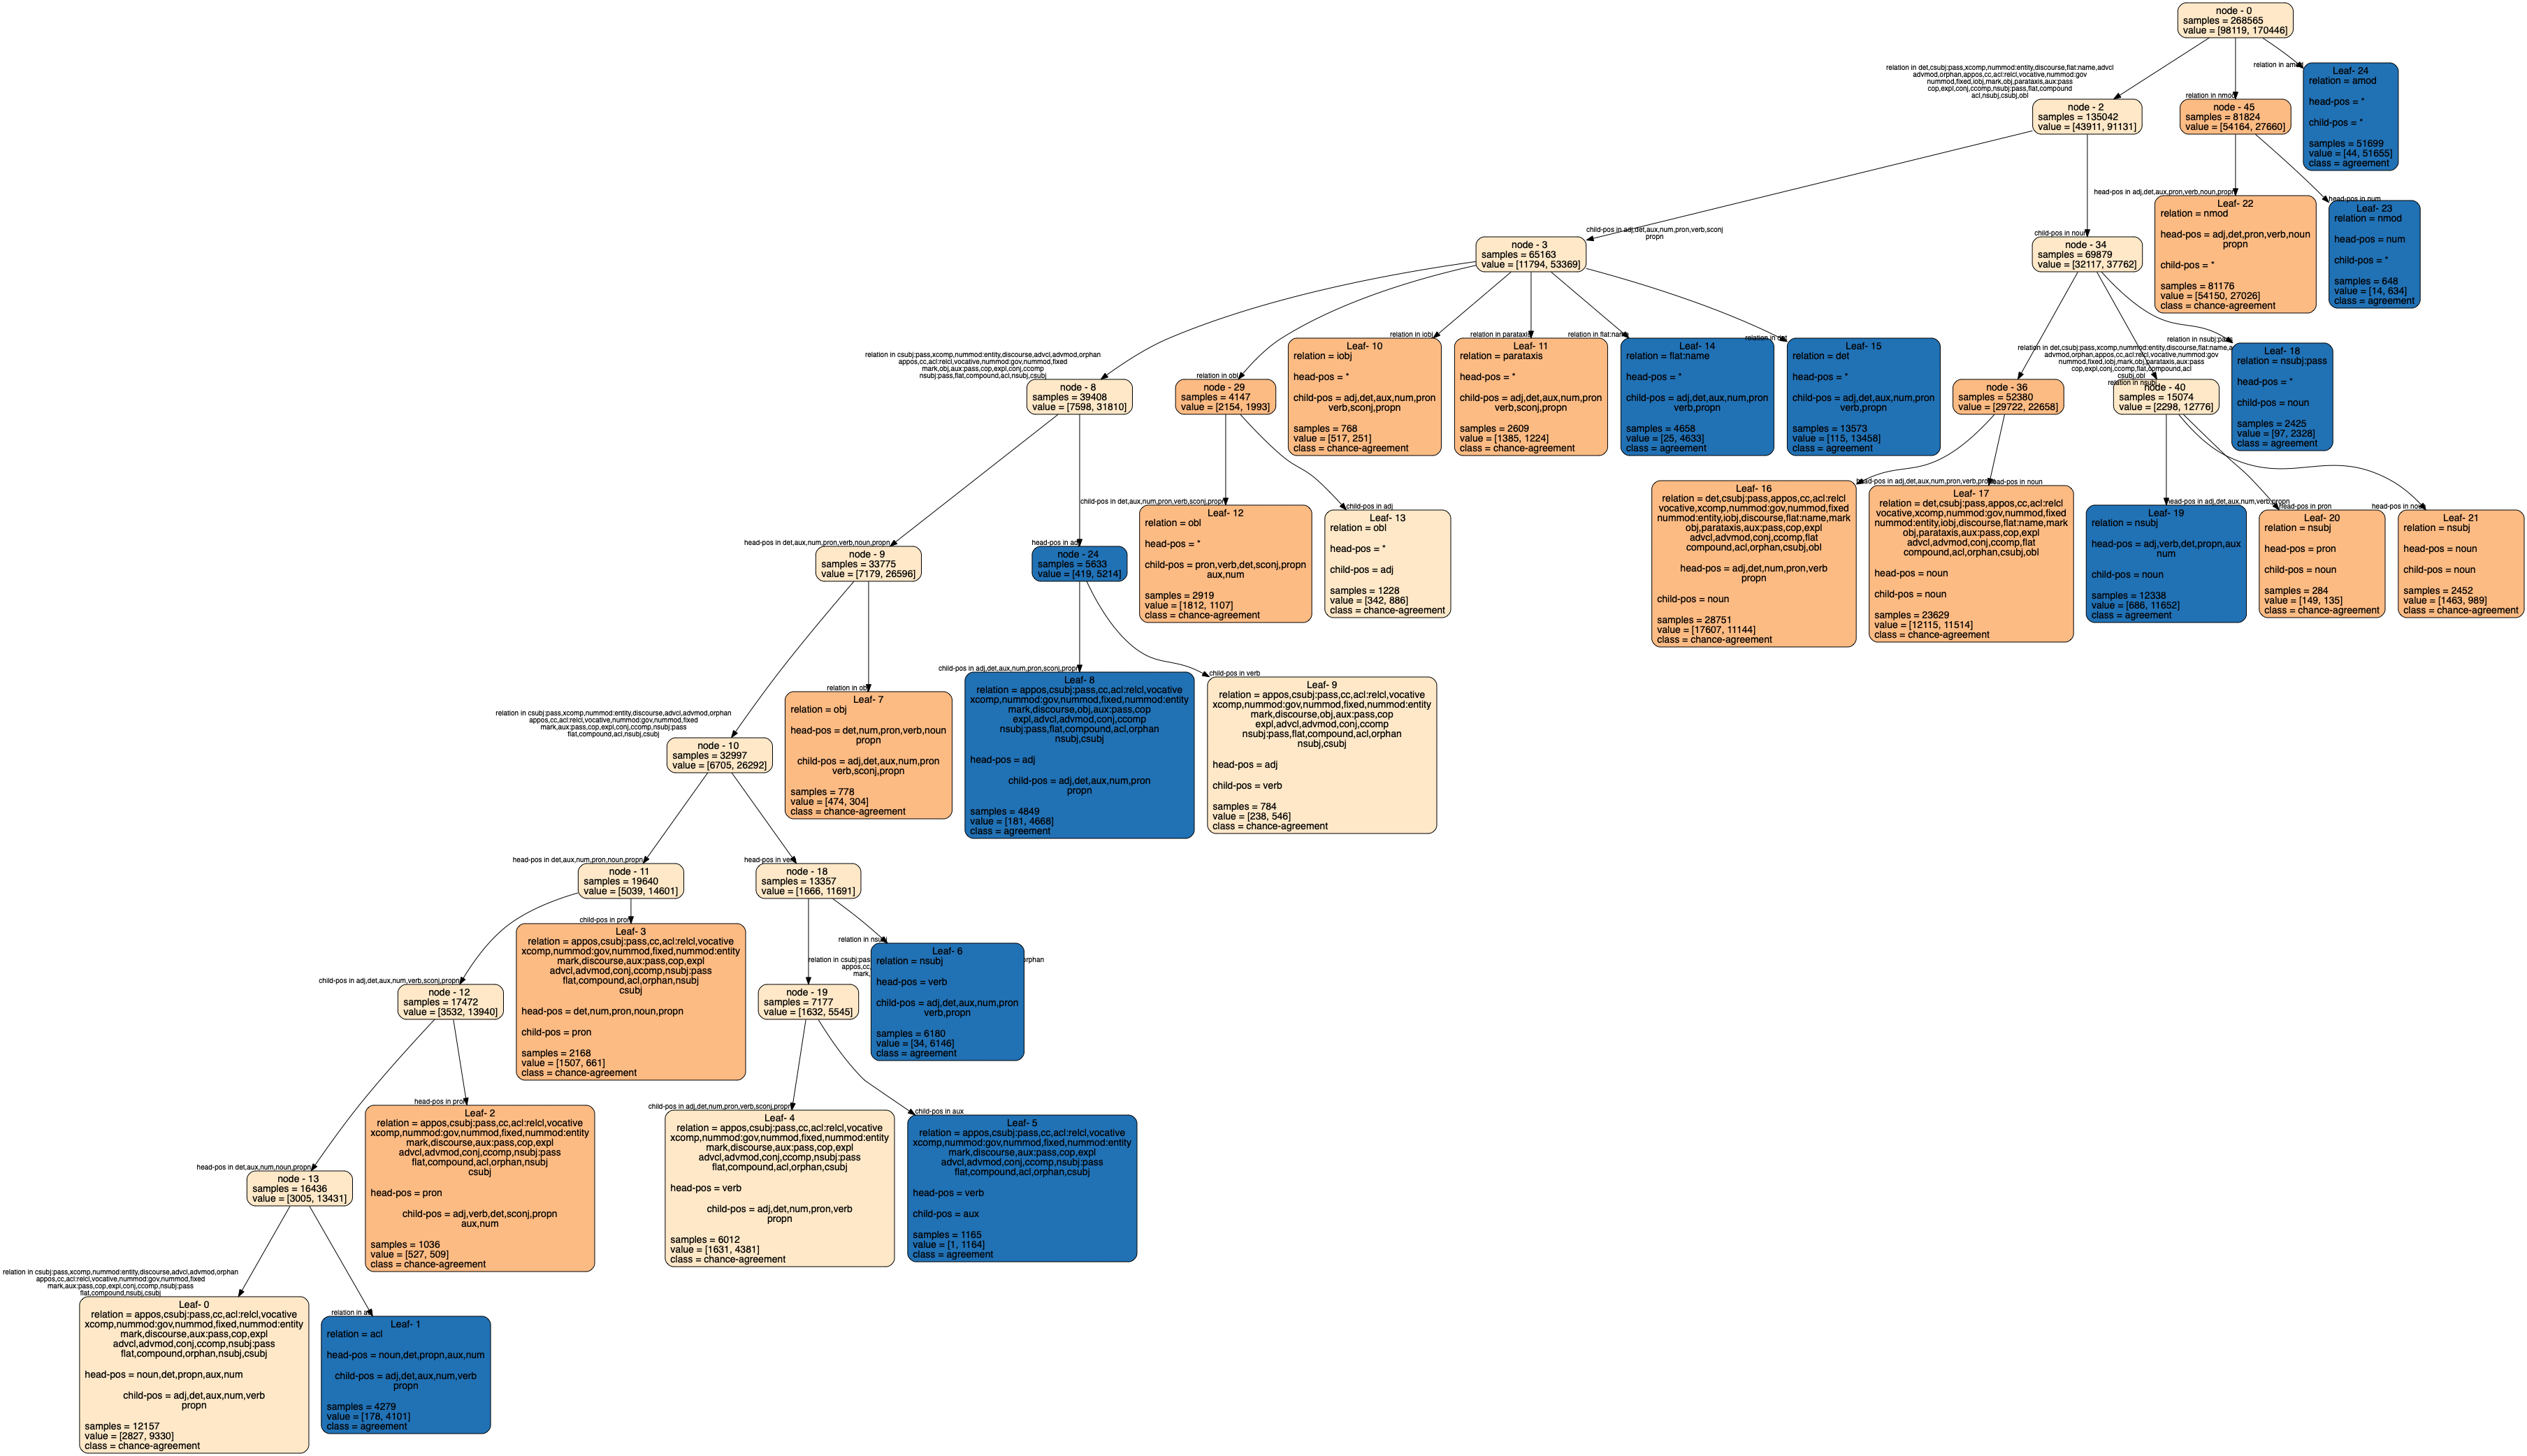 node - 0
samples = 268565
value = [98119, 170446]
relation in det,csubj:pass,xcomp,nummod:entity,discourse,flat:name,advcl
advmod,orphan,appos,cc,acl:relcl,vocative,nummod:gov
nummod,fixed,iobj,mark,obj,parataxis,aux:pass
cop,expl,conj,ccomp,nsubj:pass,flat,compound
acl,nsubj,csubj,obl
relation in nmod
relation in amod
node - 2
samples = 135042
value = [43911, 91131]
node - 45
samples = 81824
value = [54164, 27660]
Leaf- 24
relation = amod
head-pos = *
child-pos = *
samples = 51699
value = [44, 51655]
class = agreement
child-pos in adj,det,aux,num,pron,verb,sconj
propn
child-pos in noun
head-pos in adj,det,aux,pron,verb,noun,propn
head-pos in num
node - 3
samples = 65163
value = [11794, 53369]
node - 34
samples = 69879
value = [32117, 37762]
Leaf- 22
relation = nmod
head-pos = adj,det,pron,verb,noun
propn
child-pos = *
samples = 81176
value = [54150, 27026]
class = chance-agreement
Leaf- 23
relation = nmod
head-pos = num
child-pos = *
samples = 648
value = [14, 634]
class = agreement
relation in csubj:pass,xcomp,nummod:entity,discourse,advcl,advmod,orphan
appos,cc,acl:relcl,vocative,nummod:gov,nummod,fixed
mark,obj,aux:pass,cop,expl,conj,ccomp
nsubj:pass,flat,compound,acl,nsubj,csubj
relation in obl
relation in iobj
relation in parataxis
relation in flat:name
relation in det
relation in det,csubj:pass,xcomp,nummod:entity,discourse,flat:name,a
advmod,orphan,appos,cc,acl:relcl,vocative,nummod:gov
nummod,fixed,iobj,mark,obj,parataxis,aux:pass
cop,expl,conj,ccomp,nsubj:pass,flat,compound,acl
csubj,obl
relation in nsubj
relation in nsubj:pass
node - 8
samples = 39408
value = [7598, 31810]
node - 29
samples = 4147
value = [2154, 1993]
Leaf- 10
relation = iobj
head-pos = *
child-pos = adj,det,aux,num,pron
verb,sconj,propn
samples = 768
value = [517, 251]
class = chance-agreement
Leaf- 11
relation = parataxis
head-pos = *
child-pos = adj,det,aux,num,pron
verb,sconj,propn
samples = 2609
value = [1385, 1224]
class = chance-agreement
Leaf- 14
relation = flat:name
head-pos = *
child-pos = adj,det,aux,num,pron
verb,propn
samples = 4658
value = [25, 4633]
class = agreement
Leaf- 15
relation = det
head-pos = *
child-pos = adj,det,aux,num,pron
verb,propn
samples = 13573
value = [115, 13458]
class = agreement
node - 36
samples = 52380
value = [29722, 22658]
node - 40
samples = 15074
value = [2298, 12776]
Leaf- 18
relation = nsubj:pass
head-pos = *
child-pos = noun
samples = 2425
value = [97, 2328]
class = agreement
head-pos in det,aux,num,pron,verb,noun,propn
head-pos in adj
child-pos in det,aux,num,pron,verb,sconj,propn
child-pos in adj
head-pos in adj,det,aux,num,pron,verb,propn
head-pos in noun
head-pos in adj,det,aux,num,verb,propn
head-pos in pron
head-pos in noun
node - 9
samples = 33775
value = [7179, 26596]
node - 24
samples = 5633
value = [419, 5214]
Leaf- 12
relation = obl
head-pos = *
child-pos = pron,verb,det,sconj,propn
aux,num
samples = 2919
value = [1812, 1107]
class = chance-agreement
Leaf- 13
relation = obl
head-pos = *
child-pos = adj
samples = 1228
value = [342, 886]
class = chance-agreement
Leaf- 16
relation = det,csubj:pass,appos,cc,acl:relcl
vocative,xcomp,nummod:gov,nummod,fixed
nummod:entity,iobj,discourse,flat:name,mark
obj,parataxis,aux:pass,cop,expl
advcl,advmod,conj,ccomp,flat
compound,acl,orphan,csubj,obl
head-pos = adj,det,num,pron,verb
propn
child-pos = noun
samples = 28751
value = [17607, 11144]
class = chance-agreement
Leaf- 17
relation = det,csubj:pass,appos,cc,acl:relcl
vocative,xcomp,nummod:gov,nummod,fixed
nummod:entity,iobj,discourse,flat:name,mark
obj,parataxis,aux:pass,cop,expl
advcl,advmod,conj,ccomp,flat
compound,acl,orphan,csubj,obl
head-pos = noun
child-pos = noun
samples = 23629
value = [12115, 11514]
class = chance-agreement
Leaf- 19
relation = nsubj
head-pos = adj,verb,det,propn,aux
num
child-pos = noun
samples = 12338
value = [686, 11652]
class = agreement
Leaf- 20
relation = nsubj
head-pos = pron
child-pos = noun
samples = 284
value = [149, 135]
class = chance-agreement
Leaf- 21
relation = nsubj
head-pos = noun
child-pos = noun
samples = 2452
value = [1463, 989]
class = chance-agreement
relation in csubj:pass,xcomp,nummod:entity,discourse,advcl,advmod,orphan
appos,cc,acl:relcl,vocative,nummod:gov,nummod,fixed
mark,aux:pass,cop,expl,conj,ccomp,nsubj:pass
flat,compound,acl,nsubj,csubj
relation in obj
child-pos in adj,det,aux,num,pron,sconj,propn
child-pos in verb
node - 10
samples = 32997
value = [6705, 26292]
Leaf- 7
relation = obj
head-pos = det,num,pron,verb,noun
propn
child-pos = adj,det,aux,num,pron
verb,sconj,propn
samples = 778
value = [474, 304]
class = chance-agreement
Leaf- 8
relation = appos,csubj:pass,cc,acl:relcl,vocative
xcomp,nummod:gov,nummod,fixed,nummod:entity
mark,discourse,obj,aux:pass,cop
expl,advcl,advmod,conj,ccomp
nsubj:pass,flat,compound,acl,orphan
nsubj,csubj
head-pos = adj
child-pos = adj,det,aux,num,pron
propn
samples = 4849
value = [181, 4668]
class = agreement
Leaf- 9
relation = appos,csubj:pass,cc,acl:relcl,vocative
xcomp,nummod:gov,nummod,fixed,nummod:entity
mark,discourse,obj,aux:pass,cop
expl,advcl,advmod,conj,ccomp
nsubj:pass,flat,compound,acl,orphan
nsubj,csubj
head-pos = adj
child-pos = verb
samples = 784
value = [238, 546]
class = chance-agreement
head-pos in det,aux,num,pron,noun,propn
head-pos in verb
node - 11
samples = 19640
value = [5039, 14601]
node - 18
samples = 13357
value = [1666, 11691]
child-pos in adj,det,aux,num,verb,sconj,propn
child-pos in pron
relation in csubj:pass
appos,cc,
mark,
orphan
relation in nsubj
node - 12
samples = 17472
value = [3532, 13940]
Leaf- 3
relation = appos,csubj:pass,cc,acl:relcl,vocative
xcomp,nummod:gov,nummod,fixed,nummod:entity
mark,discourse,aux:pass,cop,expl
advcl,advmod,conj,ccomp,nsubj:pass
flat,compound,acl,orphan,nsubj
csubj
head-pos = det,num,pron,noun,propn
child-pos = pron
samples = 2168
value = [1507, 661]
class = chance-agreement
node - 19
samples = 7177
value = [1632, 5545]
Leaf- 6
relation = nsubj
head-pos = verb
child-pos = adj,det,aux,num,pron
verb,propn
samples = 6180
value = [34, 6146]
class = agreement
head-pos in det,aux,num,noun,propn
head-pos in pron
child-pos in adj,det,num,pron,verb,sconj,propn
child-pos in aux
node - 13
samples = 16436
value = [3005, 13431]
Leaf- 2
relation = appos,csubj:pass,cc,acl:relcl,vocative
xcomp,nummod:gov,nummod,fixed,nummod:entity
mark,discourse,aux:pass,cop,expl
advcl,advmod,conj,ccomp,nsubj:pass
flat,compound,acl,orphan,nsubj
csubj
head-pos = pron
child-pos = adj,verb,det,sconj,propn
aux,num
samples = 1036
value = [527, 509]
class = chance-agreement
Leaf- 4
relation = appos,csubj:pass,cc,acl:relcl,vocative
xcomp,nummod:gov,nummod,fixed,nummod:entity
mark,discourse,aux:pass,cop,expl
advcl,advmod,conj,ccomp,nsubj:pass
flat,compound,acl,orphan,csubj
head-pos = verb
child-pos = adj,det,num,pron,verb
propn
samples = 6012
value = [1631, 4381]
class = chance-agreement
Leaf- 5
relation = appos,csubj:pass,cc,acl:relcl,vocative
xcomp,nummod:gov,nummod,fixed,nummod:entity
mark,discourse,aux:pass,cop,expl
advcl,advmod,conj,ccomp,nsubj:pass
flat,compound,acl,orphan,csubj
head-pos = verb
child-pos = aux
samples = 1165
value = [1, 1164]
class = agreement
relation in csubj:pass,xcomp,nummod:entity,discourse,advcl,advmod,orphan
appos,cc,acl:relcl,vocative,nummod:gov,nummod,fixed
mark,aux:pass,cop,expl,conj,ccomp,nsubj:pass
flat,compound,nsubj,csubj
relation in acl
Leaf- 0
relation = appos,csubj:pass,cc,acl:relcl,vocative
xcomp,nummod:gov,nummod,fixed,nummod:entity
mark,discourse,aux:pass,cop,expl
advcl,advmod,conj,ccomp,nsubj:pass
flat,compound,orphan,nsubj,csubj
head-pos = noun,det,propn,aux,num
child-pos = adj,det,aux,num,verb
propn
samples = 12157
value = [2827, 9330]
class = chance-agreement
Leaf- 1
relation = acl
head-pos = noun,det,propn,aux,num
child-pos = adj,det,aux,num,verb
propn
samples = 4279
value = [178, 4101]
class = agreement